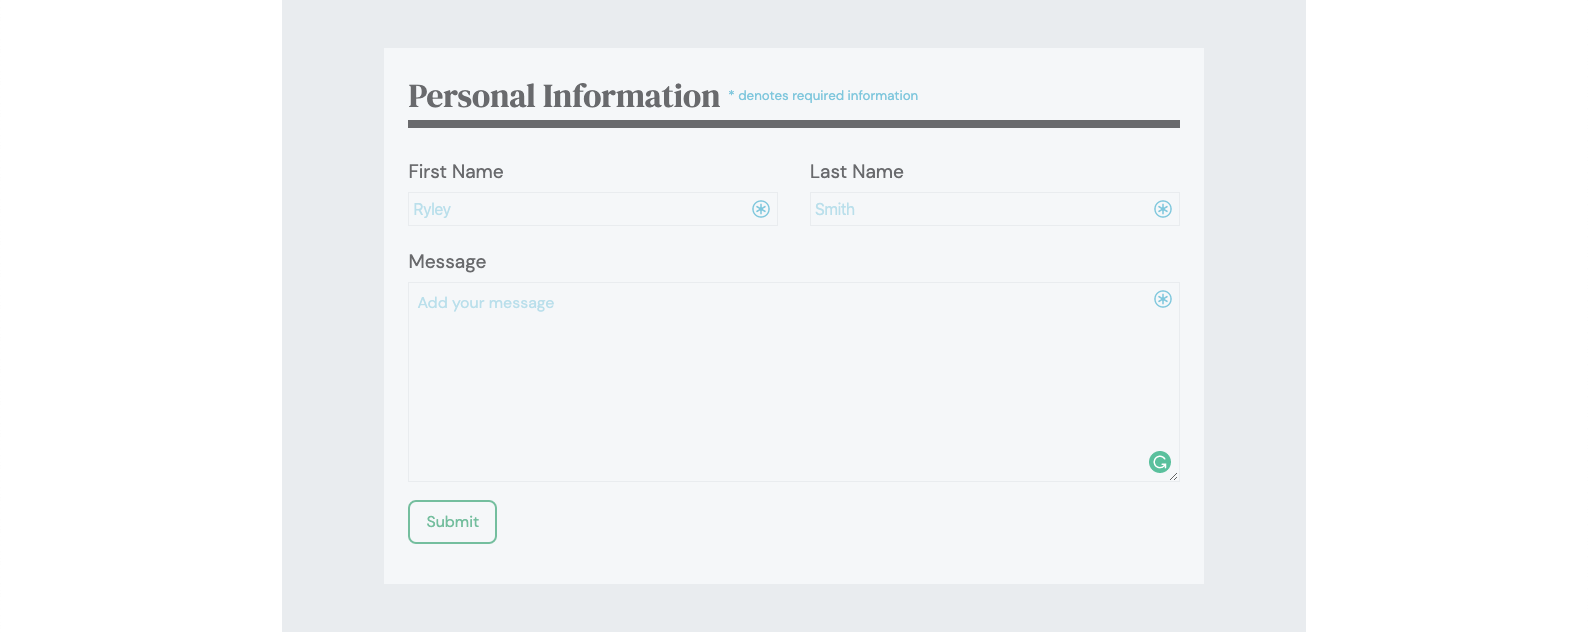 Personal Information * denotes required information
First Name
Last Name
Ryley
Smith
Message
Add your message
Submit